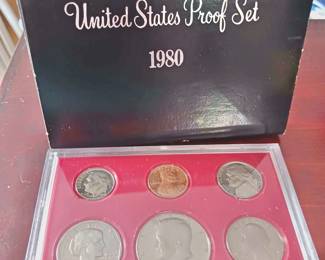 United States Proof Set
1980